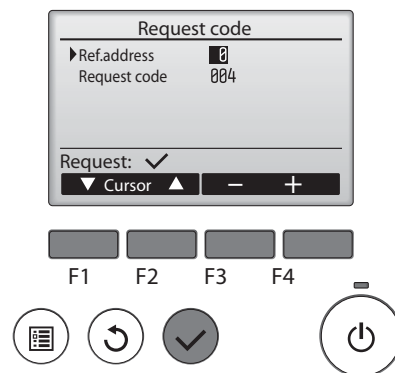 Request code
Ref.address 0
Request code 004
Request: ✓
▼ Cursor ▲ − +
F1 F2 F3 F4